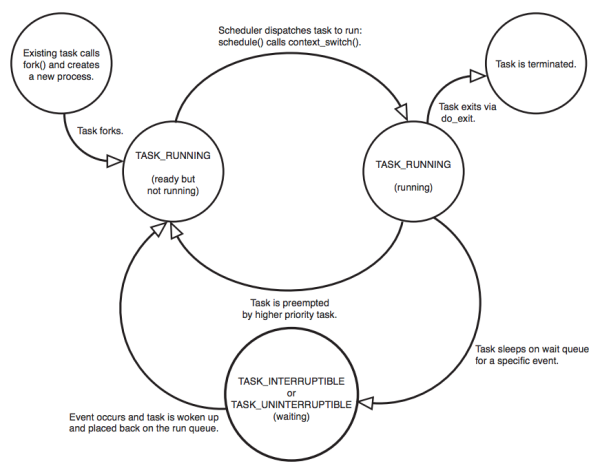 Existing task calls
fork() and creates
a new process.
Scheduler dispatches task to run:
schedule() calls context_switch().
Task is terminated.
Task forks.
Task exits via
do_exit.
TASK_RUNNING
(ready but
not running)
TASK_RUNNING
(running)
Task is preempted
by higher priority task.
Task sleeps on wait queue
for a specific event.
TASK_INTERRUPTIBLE
or
TASK_UNINTERRUPTIBLE
(waiting)
Event occurs and task is woken up
and placed back on the run queue.